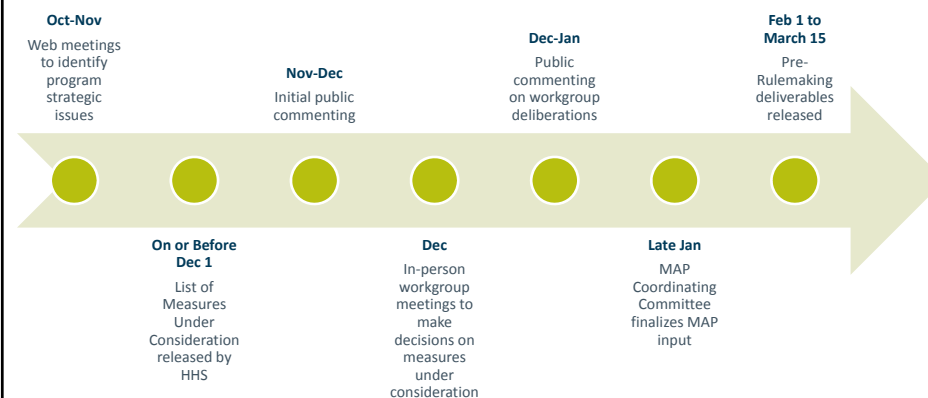 Oct-Nov
Web meetings
to identify
program
strategic
issues
On or Before
Dec 1
List of
Measures
Under
Consideration
released by
HHS
Nov-Dec
Initial public
commenting
Dec
In-person
workgroup
meetings to
make
decisions on
measures
under
consideration
Dec-Jan
Public
commenting
on workgroup
deliberations
Late Jan
MAP
Coordinating
Committee
finalizes MAP
input
Feb 1 to
March 15
Pre-
Rulemaking
deliverables
released